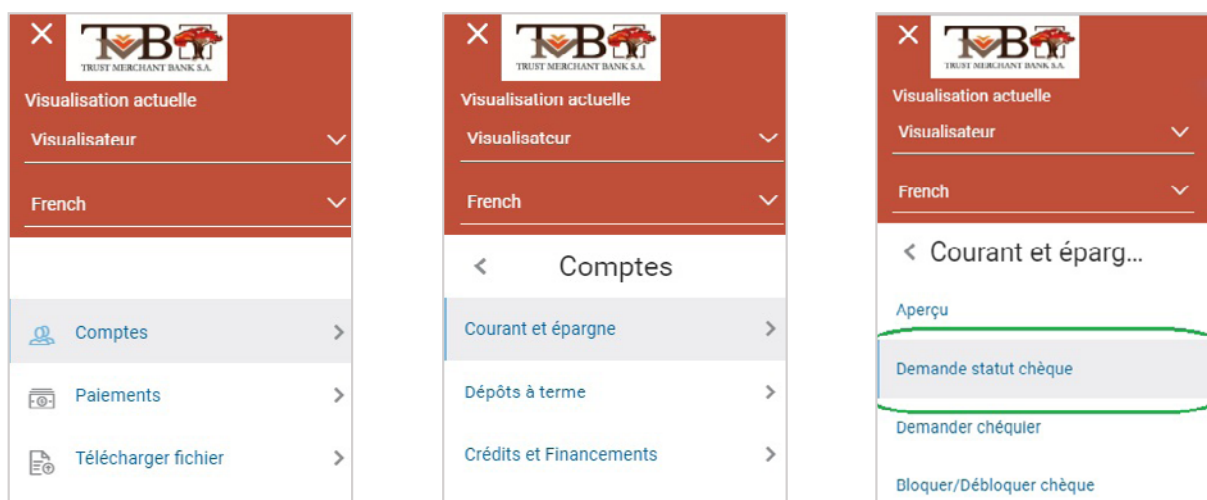 TMB
TRUST MERCHANT BANK S.A.
Visualisation actuelle
Visualisateur
French
Comptes
Paiements
Télécharger fichier
TMB
TRUST MERCHANT BANK S.A.
Visualisation actuelle
Visualisateur
French
Comptes
Courant et épargne
Dépôts à terme
Crédits et Financements
TMB
TRUST MERCHANT BANK S.A.
Visualisation actuelle
Visualisateur
French
Courant et éparg...
Aperçu
Demande statut chèque
Demander chéquier
Bloquer/Débloquer chèque